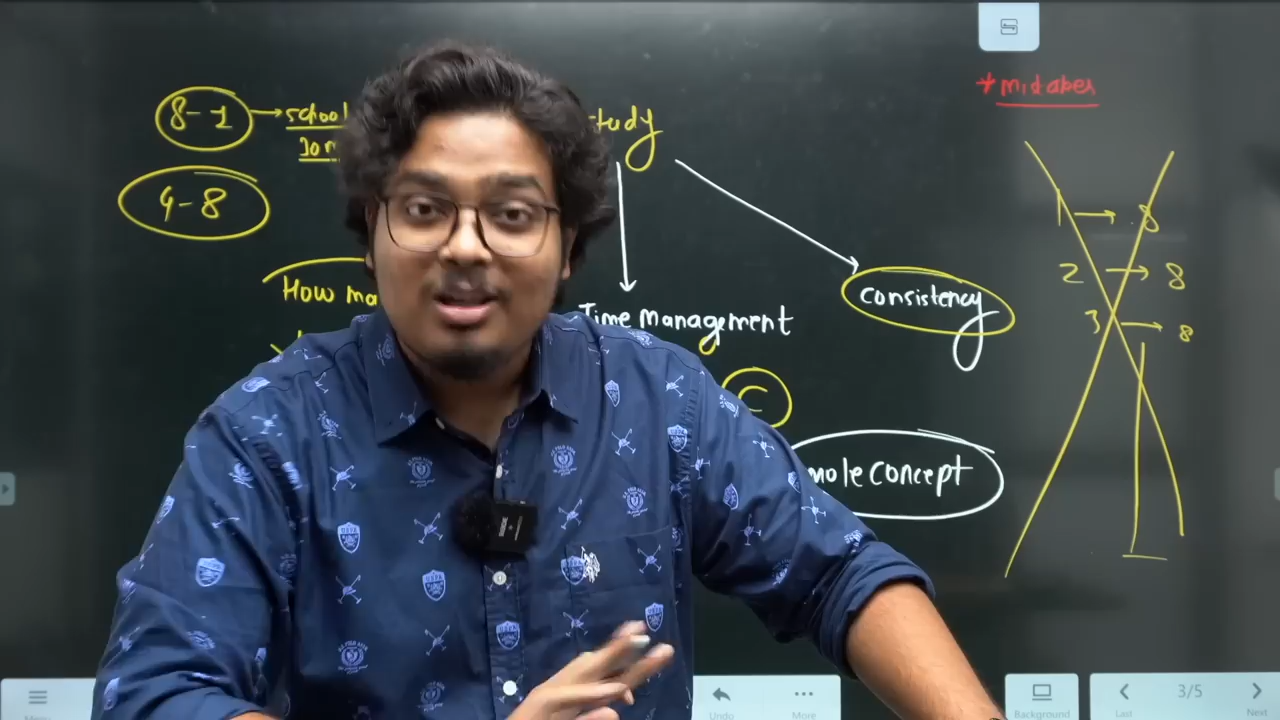 8-1 → school
4-8
How ma
tudy
Time management
consistency
C
mole concept
* mistakes
1 → 8
2 → 8
3 → 8
Undo
More
Background
Last
3/5
Next